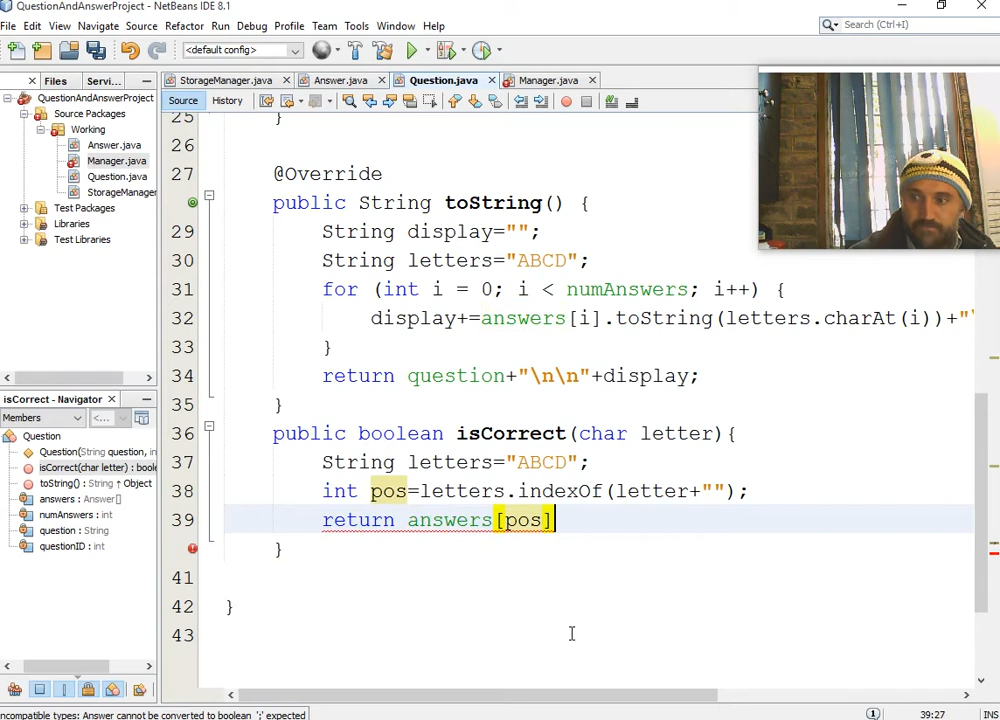 QuestionAndAnswerProject - NetBeans IDE 8.1
File Edit View Navigate Source Refactor Run Debug Profile Team Tools Window Help
Search (Ctrl+I)
<default config>
Files Servi...
StorageManager.java Answer.java Question.java Manager.java
QuestionAndAnswerProject
Source Packages
Working
Answer.java
Manager.java
Question.java
StorageManager
Test Packages
Libraries
Test Libraries
Source History
25 }
26
27 @Override
public String toString() {
29 String display="";
30 String letters="ABCD";
31 for (int i = 0; i < numAnswers; i++) {
32 display+=answers[i].toString(letters.charAt(i))+"\
33 }
34 return question+"\n\n"+display;
35 }
36 public boolean isCorrect(char letter){
37 String letters="ABCD";
38 int pos=letters.indexOf(letter+"");
39 return answers[pos]
}
41
42 }
43
isCorrect - Navigator
Members <...
Question
Question(String question, in
isCorrect(char letter) : boole
toString() : String ↑ Object
answers : Answer[]
numAnswers : int
question : String
questionID : int
ncompatible types: Answer cannot be converted to boolean ';' expected
1
39:27
INS